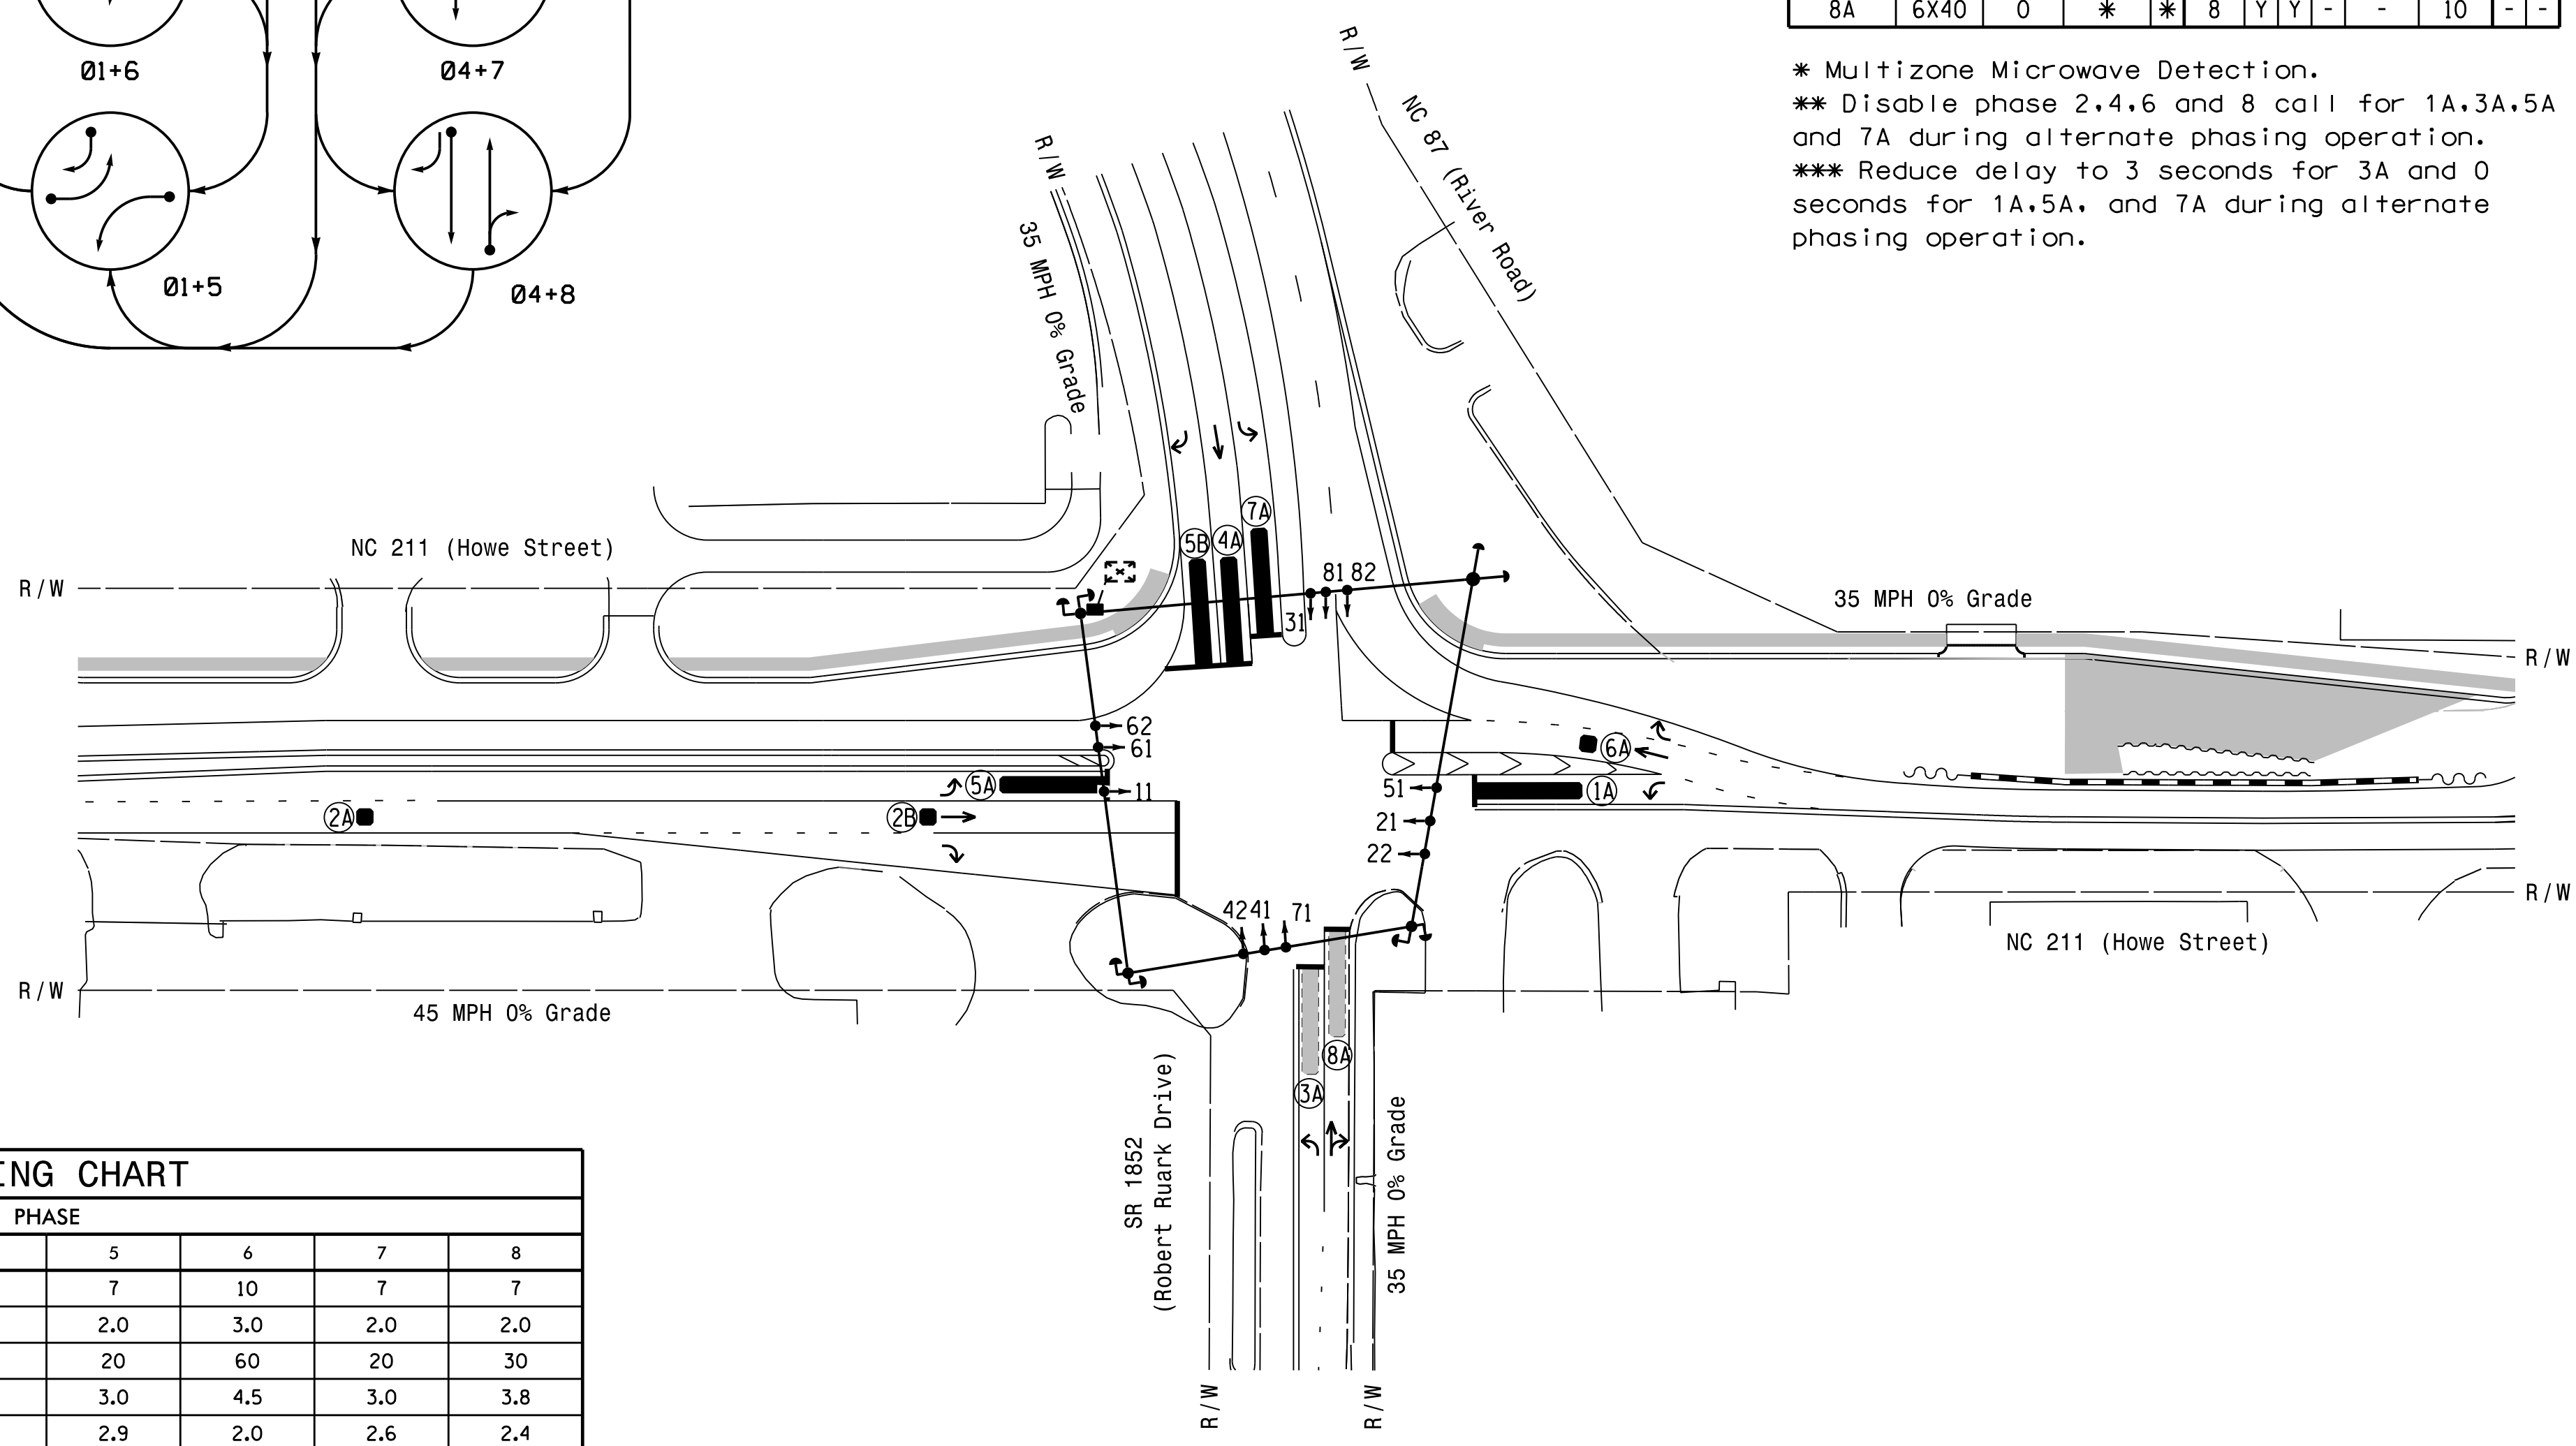 8A 6X40 0 * * 8 Y Y - - 10 - -
* Multizone Microwave Detection.
** Disable phase 2,4,6 and 8 call for 1A,3A,5A
and 7A during alternate phasing operation.
*** Reduce delay to 3 seconds for 3A and 0
seconds for 1A,5A, and 7A during alternate
phasing operation.
Ø1+6
Ø4+7
Ø1+5
Ø4+8
R/W
NC 87 (River Road)
R/W
35 MPH 0% Grade
NC 211 (Howe Street)
R/W
5B
4A
7A
81 82
31
35 MPH 0% Grade
R/W
62
61
11
5A
2A
2B
6A
1A
51
21
22
R/W
NC 211 (Howe Street)
42 41 71
R/W
45 MPH 0% Grade
8A
3A
SR 1852
(Robert Ruark Drive)
35 MPH 0% Grade
R/W
R/W
ING CHART
PHASE
5 6 7 8
7 10 7 7
2.0 3.0 2.0 2.0
20 60 20 30
3.0 4.5 3.0 3.8
2.9 2.0 2.6 2.4